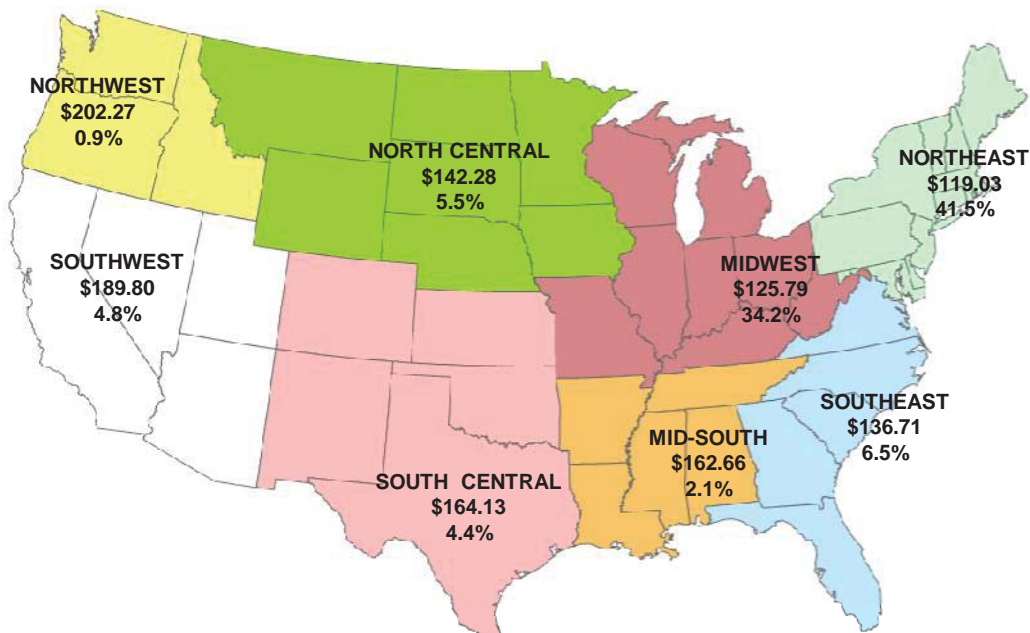 NORTHWEST
$202.27
0.9%
NORTH CENTRAL
$142.28
5.5%
NORTHEAST
$119.03
41.5%
SOUTHWEST
$189.80
4.8%
MIDWEST
$125.79
34.2%
SOUTHEAST
$136.71
6.5%
MID-SOUTH
$162.66
2.1%
SOUTH CENTRAL
$164.13
4.4%